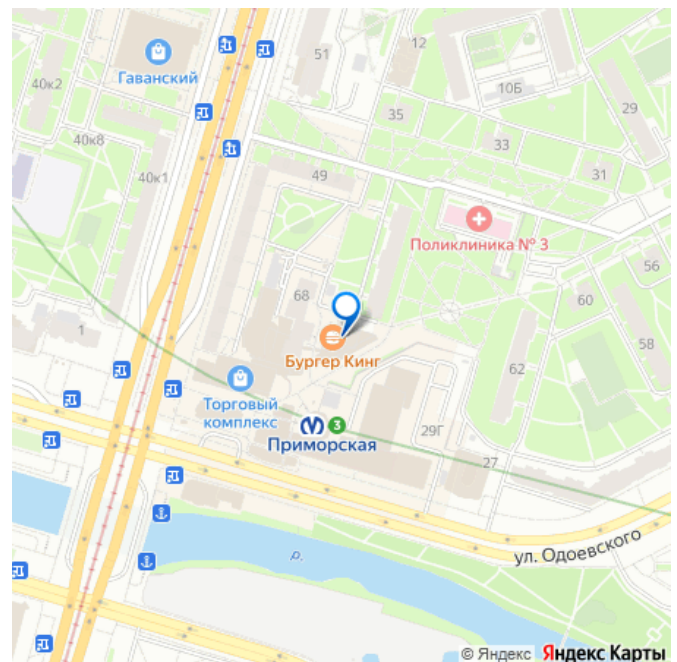 12
51
40к2
Гаванский
10Б
29
35
40к8
33
49
31
40к1
Поликлиника № 3
56
68
60
1
58
Бургер Кинг
62
Торговый
комплекс
3
29Г
Приморская
27
ул. Одоевского
р.
© Яндекс Яндекс Карты